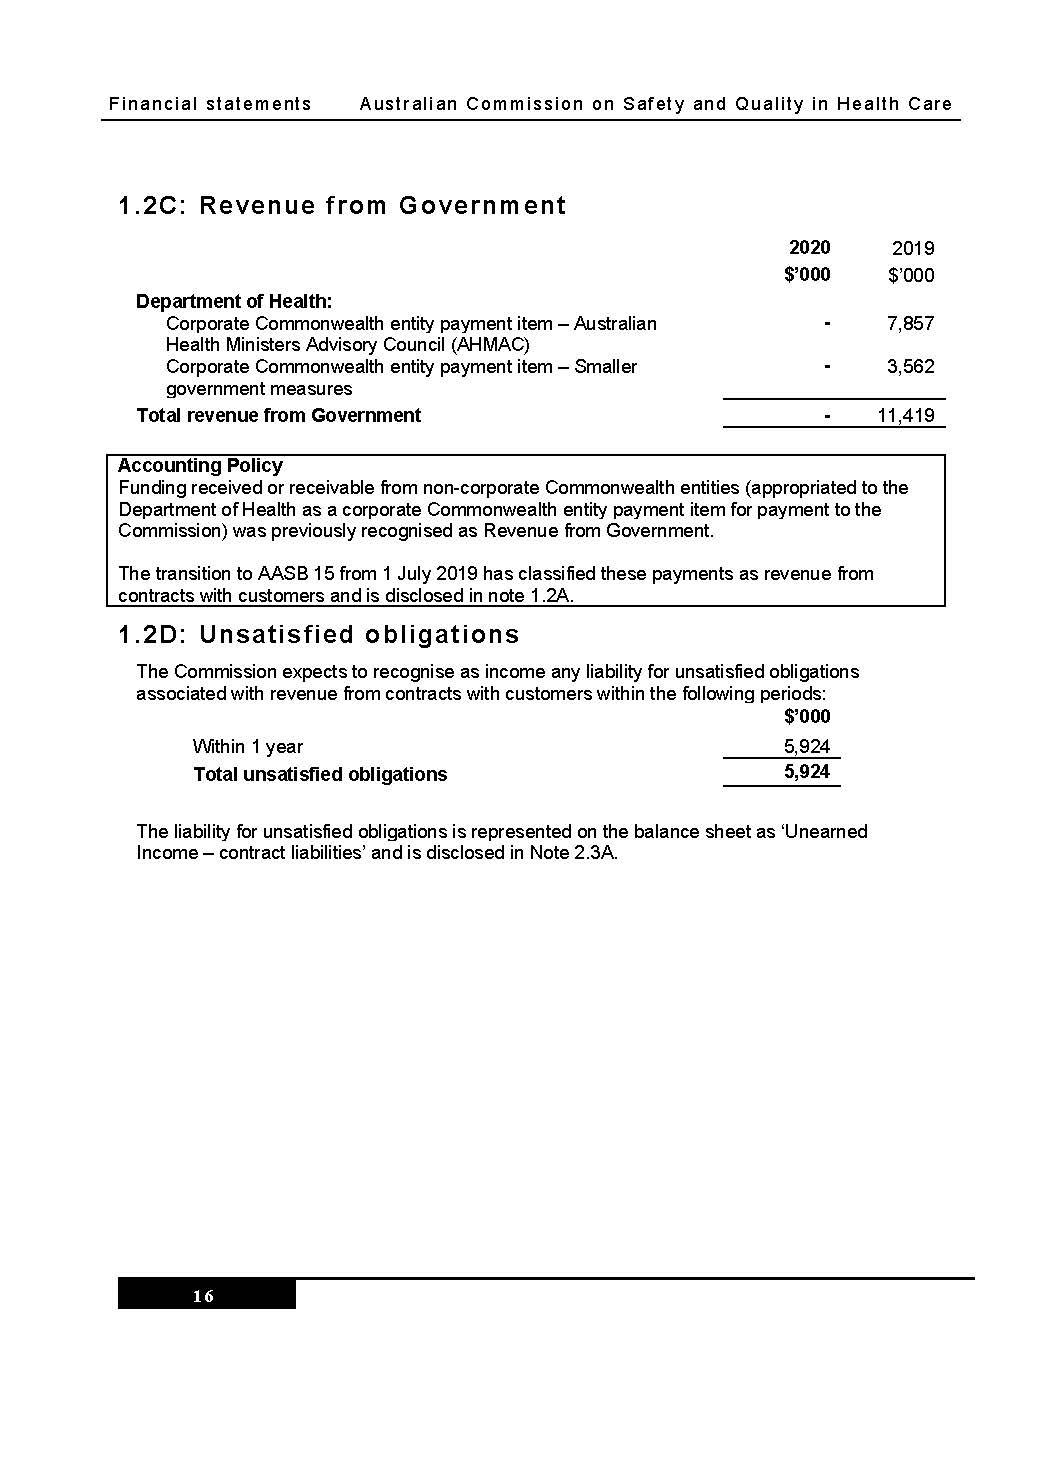 Financial statements Australian Commission on Safety and Quality in Health Care
1.2C: Revenue from Government
2020 2019
$’000 $’000
Department of Health:
Corporate Commonwealth entity payment item – Australian - 7,857
Health Ministers Advisory Council (AHMAC)
Corporate Commonwealth entity payment item – Smaller - 3,562
government measures
Total revenue from Government - 11,419
Accounting Policy
Funding received or receivable from non-corporate Commonwealth entities (appropriated to the
Department of Health as a corporate Commonwealth entity payment item for payment to the
Commission) was previously recognised as Revenue from Government.
The transition to AASB 15 from 1 July 2019 has classified these payments as revenue from
contracts with customers and is disclosed in note 1.2A.
1.2D: Unsatisfied obligations
The Commission expects to recognise as income any liability for unsatisfied obligations
associated with revenue from contracts with customers within the following periods:
$’000
Within 1 year 5,924
Total unsatisfied obligations 5,924
The liability for unsatisfied obligations is represented on the balance sheet as ‘Unearned
Income – contract liabilities’ and is disclosed in Note 2.3A.
16